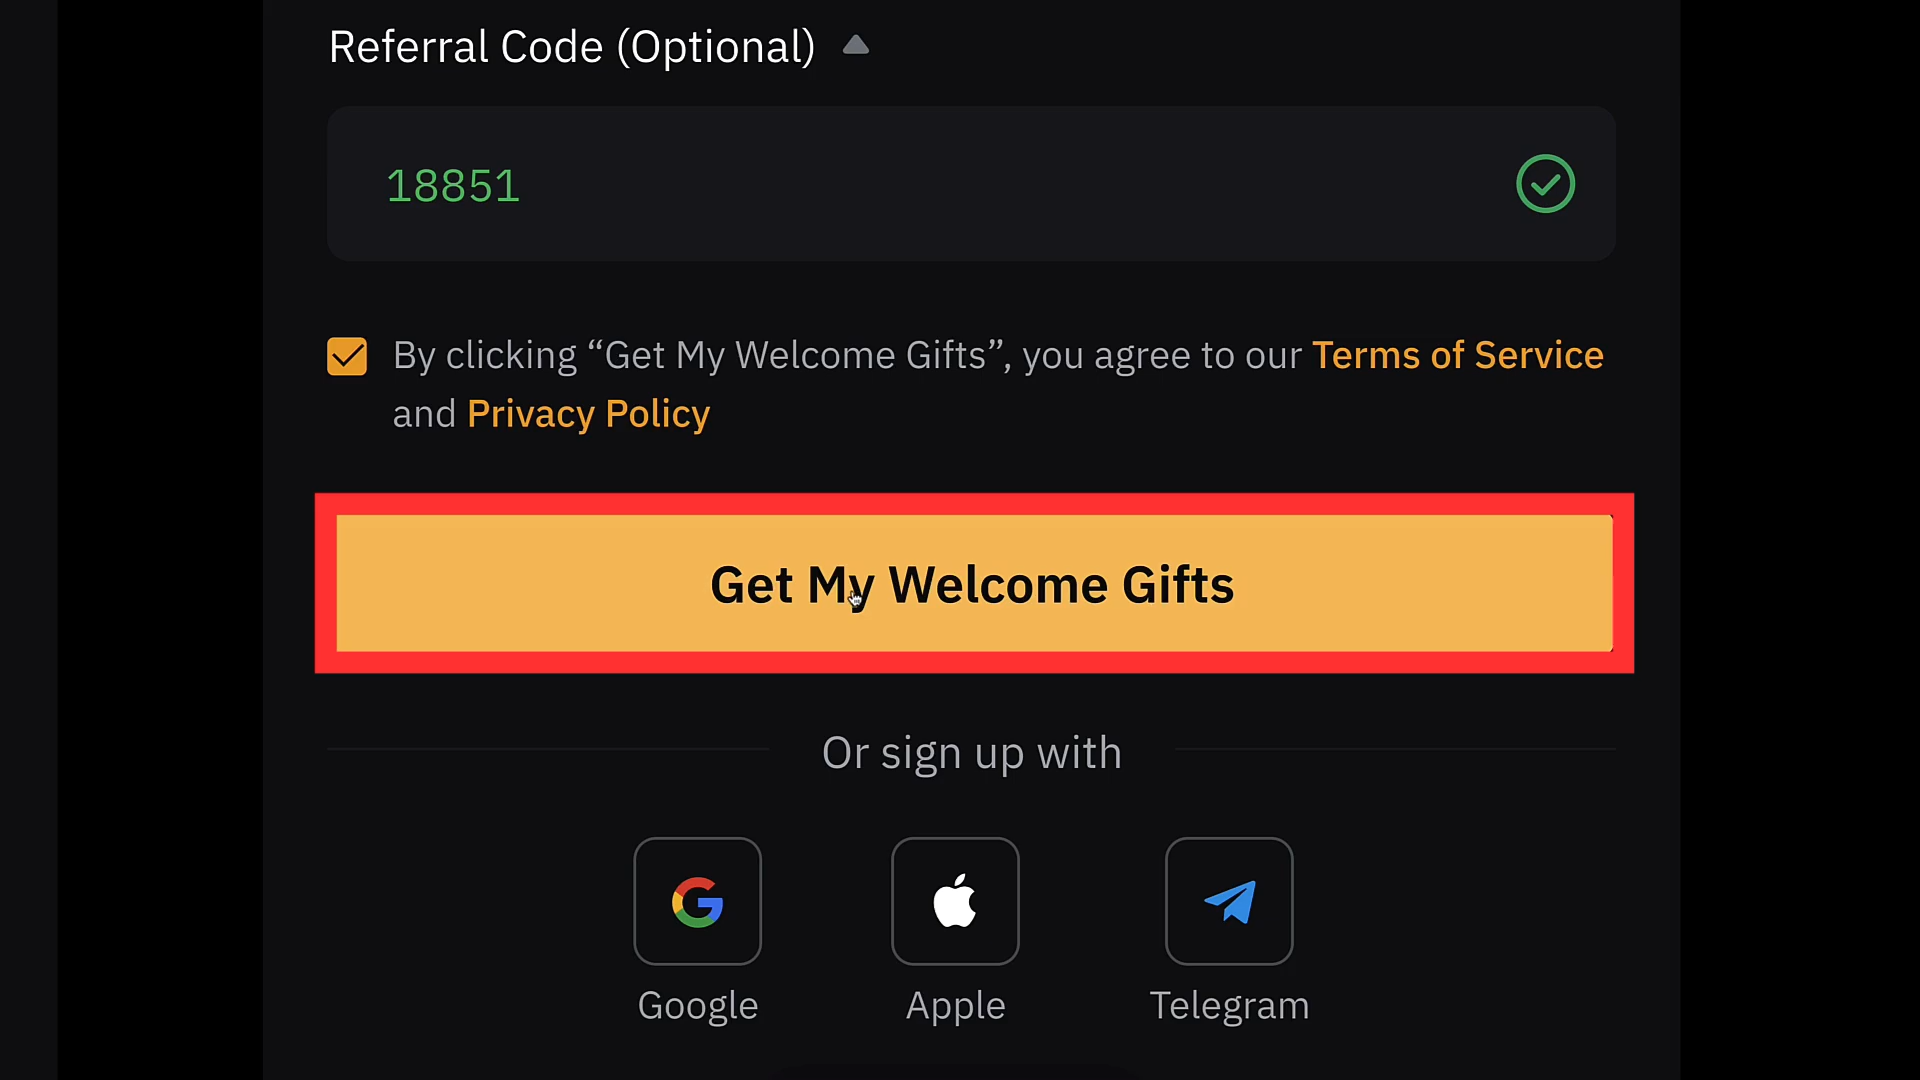 Referral Code (Optional)
18851
By clicking “Get My Welcome Gifts”, you agree to our Terms of Service
and Privacy Policy
Get My Welcome Gifts
Or sign up with
Google
Apple
Telegram